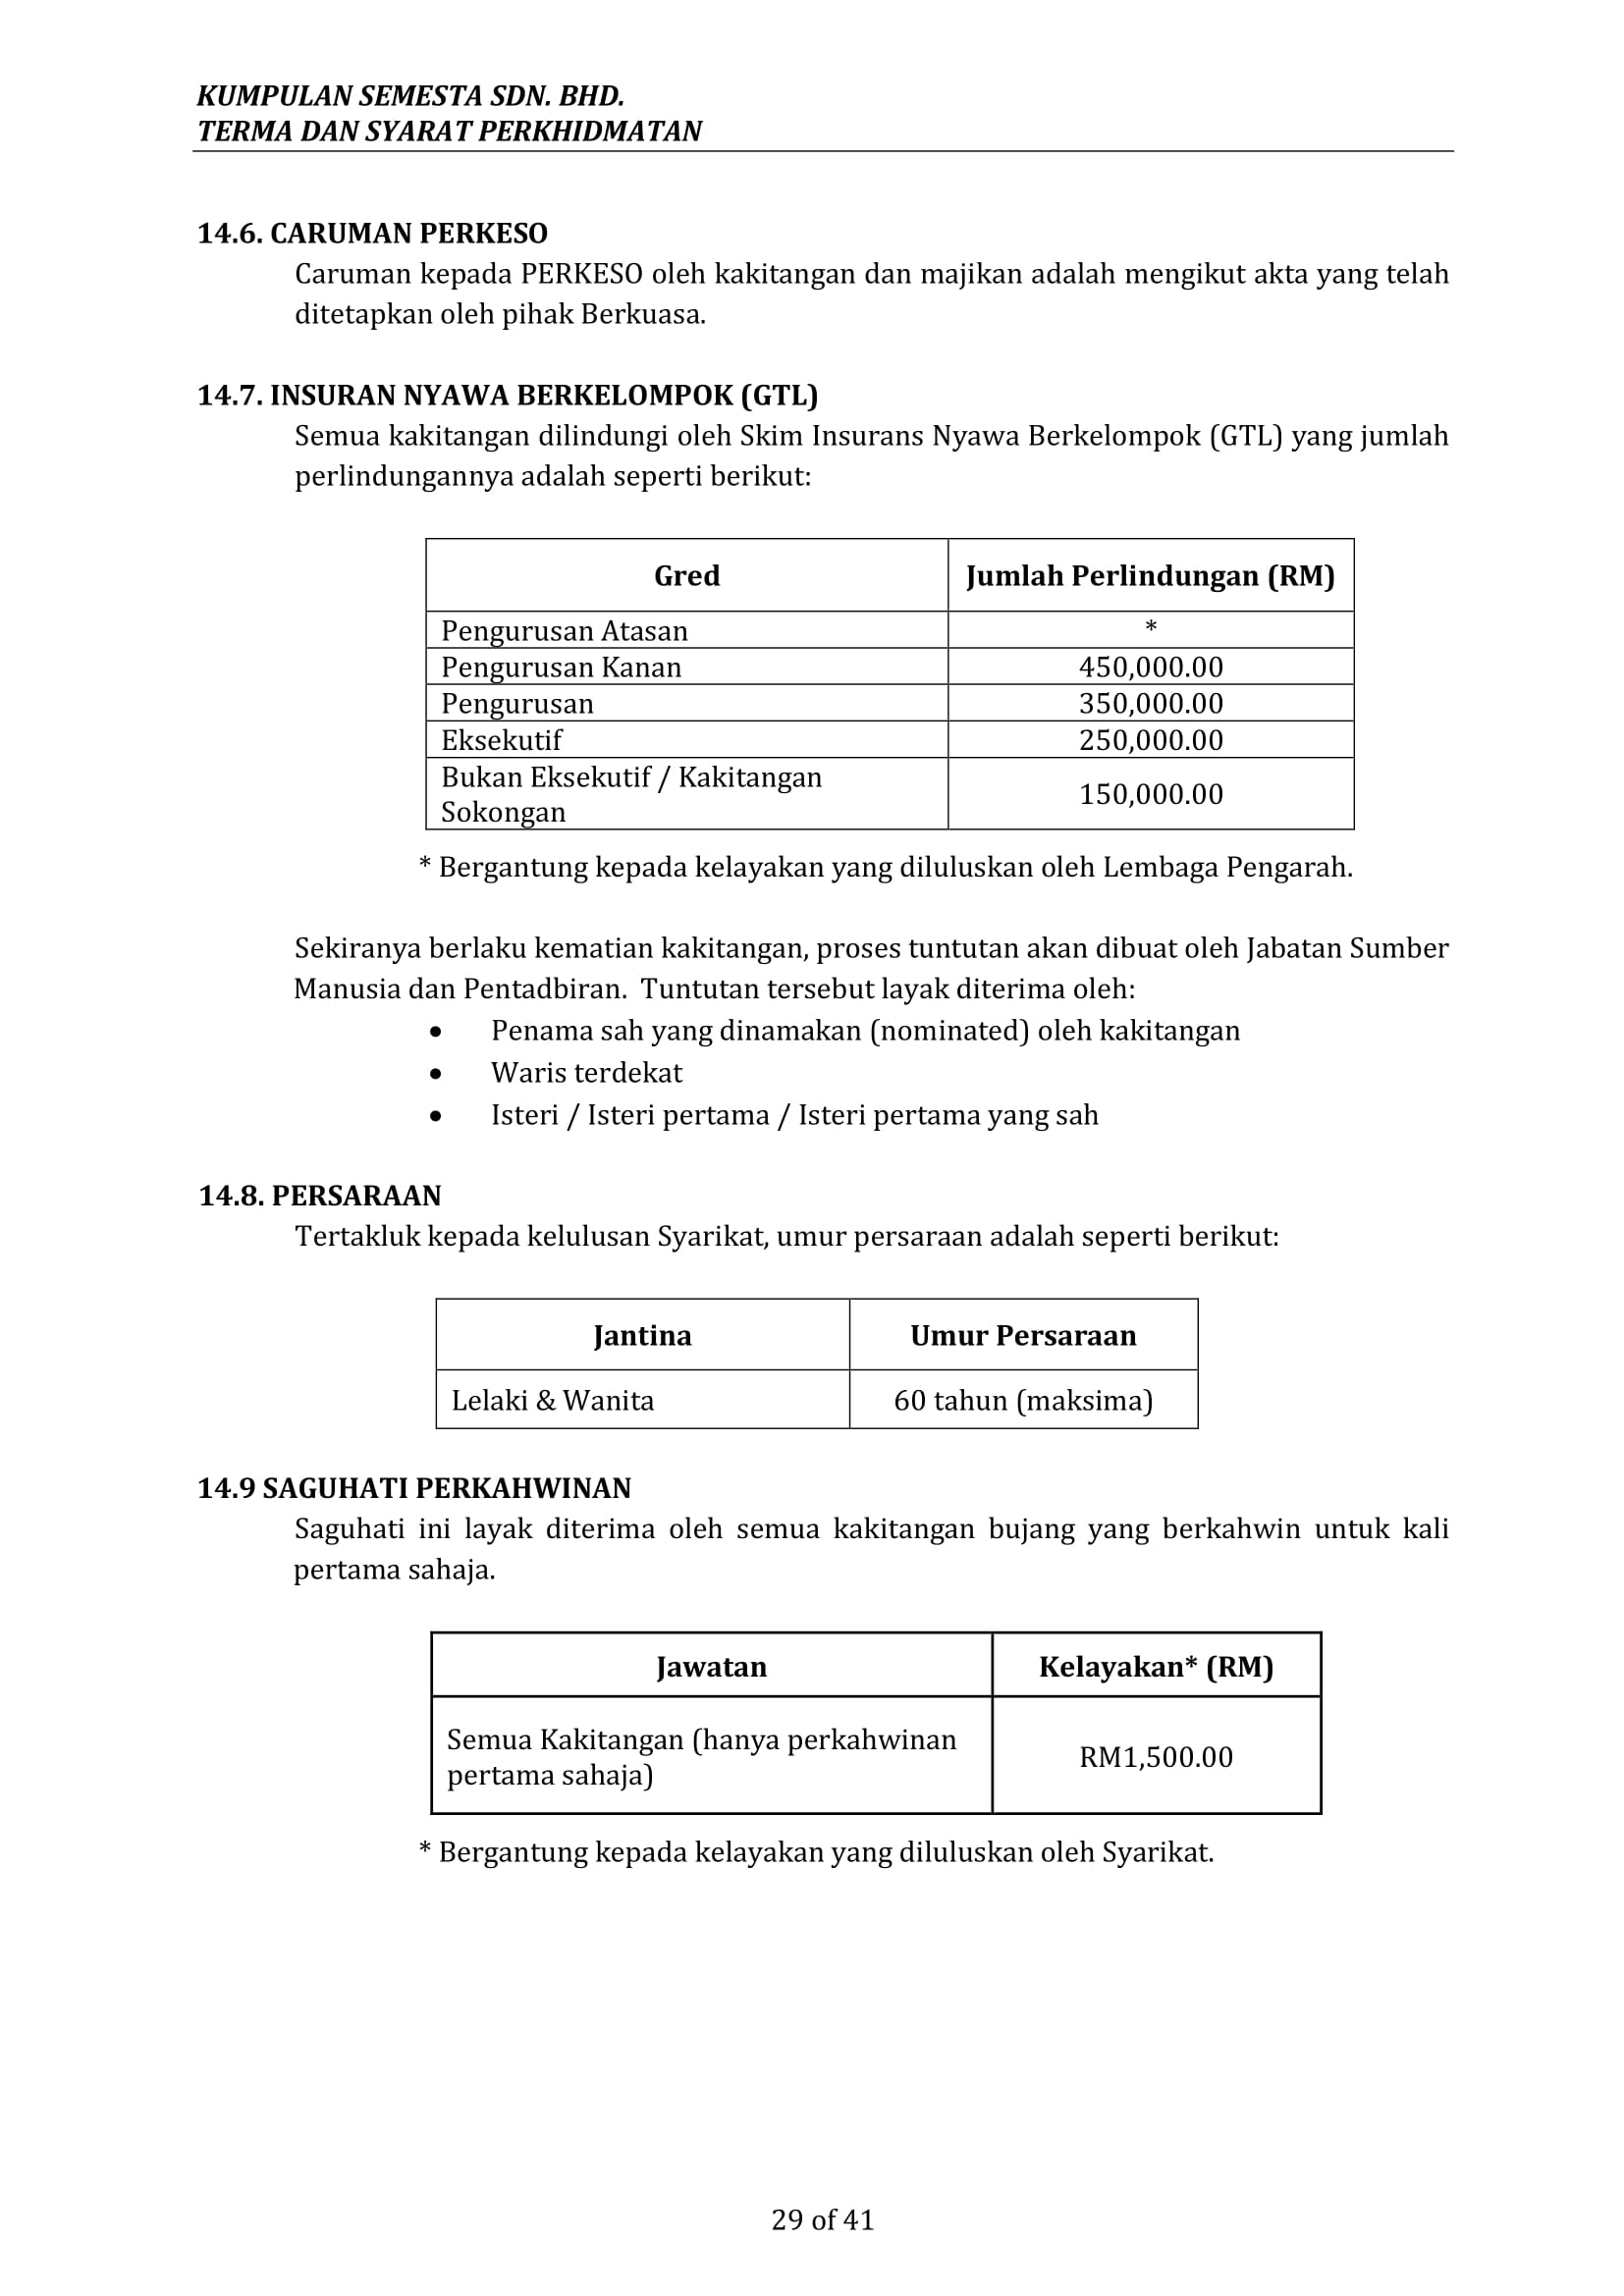 KUMPULAN SEMESTA SDN. BHD.
TERMA DAN SYARAT PERKHIDMATAN
14.6. CARUMAN PERKESO
Caruman kepada PERKESO oleh kakitangan dan majikan adalah mengikut akta yang telah
ditetapkan oleh pihak Berkuasa.
14.7. INSURAN NYAWA BERKELOMPOK (GTL)
Semua kakitangan dilindungi oleh Skim Insurans Nyawa Berkelompok (GTL) yang jumlah
perlindungannya adalah seperti berikut:
Gred Jumlah Perlindungan (RM)
Pengurusan Atasan *
Pengurusan Kanan 450,000.00
Pengurusan 350,000.00
Eksekutif 250,000.00
Bukan Eksekutif / Kakitangan
Sokongan 150,000.00
* Bergantung kepada kelayakan yang diluluskan oleh Lembaga Pengarah.
Sekiranya berlaku kematian kakitangan, proses tuntutan akan dibuat oleh Jabatan Sumber
Manusia dan Pentadbiran. Tuntutan tersebut layak diterima oleh:
• Penama sah yang dinamakan (nominated) oleh kakitangan
• Waris terdekat
• Isteri / Isteri pertama / Isteri pertama yang sah
14.8. PERSARAAN
Tertakluk kepada kelulusan Syarikat, umur persaraan adalah seperti berikut:
Jantina Umur Persaraan
Lelaki & Wanita 60 tahun (maksima)
14.9 SAGUHATI PERKAHWINAN
Saguhati ini layak diterima oleh semua kakitangan bujang yang berkahwin untuk kali
pertama sahaja.
Jawatan Kelayakan* (RM)
Semua Kakitangan (hanya perkahwinan
pertama sahaja) RM1,500.00
* Bergantung kepada kelayakan yang diluluskan oleh Syarikat.
29 of 41